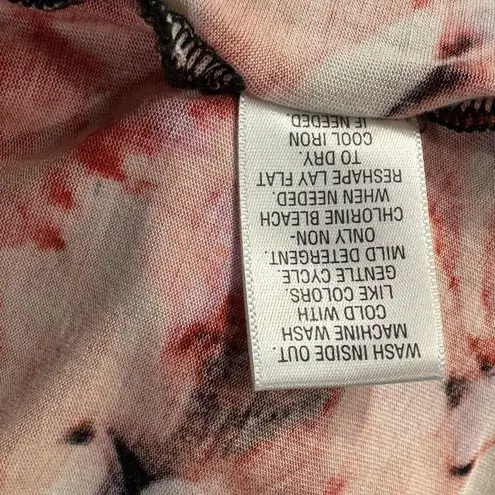 WASH INSIDE OUT.
MACHINE WASH
COLD WITH
LIKE COLORS.
GENTLE CYCLE.
MILD DETERGENT.
ONLY NON-
CHLORINE BLEACH
WHEN NEEDED.
RESHAPE LAY FLAT
TO DRY.
COOL IRON
IF NEEDED.